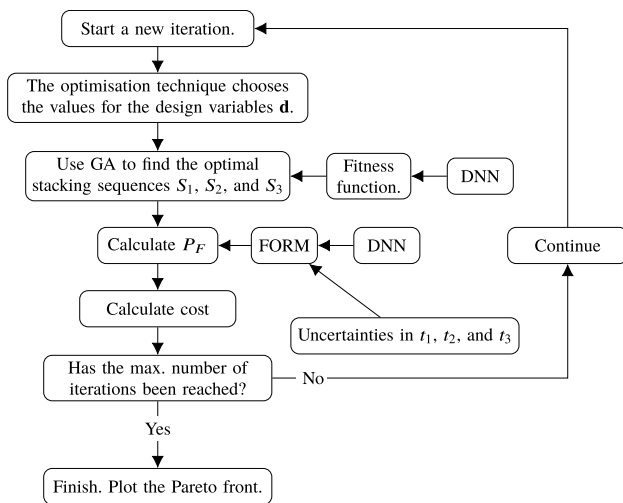 Start a new iteration.
The optimisation technique chooses
the values for the design variables d.
Use GA to find the optimal
stacking sequences S₁, S₂, and S₃
Fitness
function.
DNN
Calculate P_F
FORM
DNN
Continue
Calculate cost
Uncertainties in t₁, t₂, and t₃
Has the max. number of
iterations been reached?
No
Yes
Finish. Plot the Pareto front.